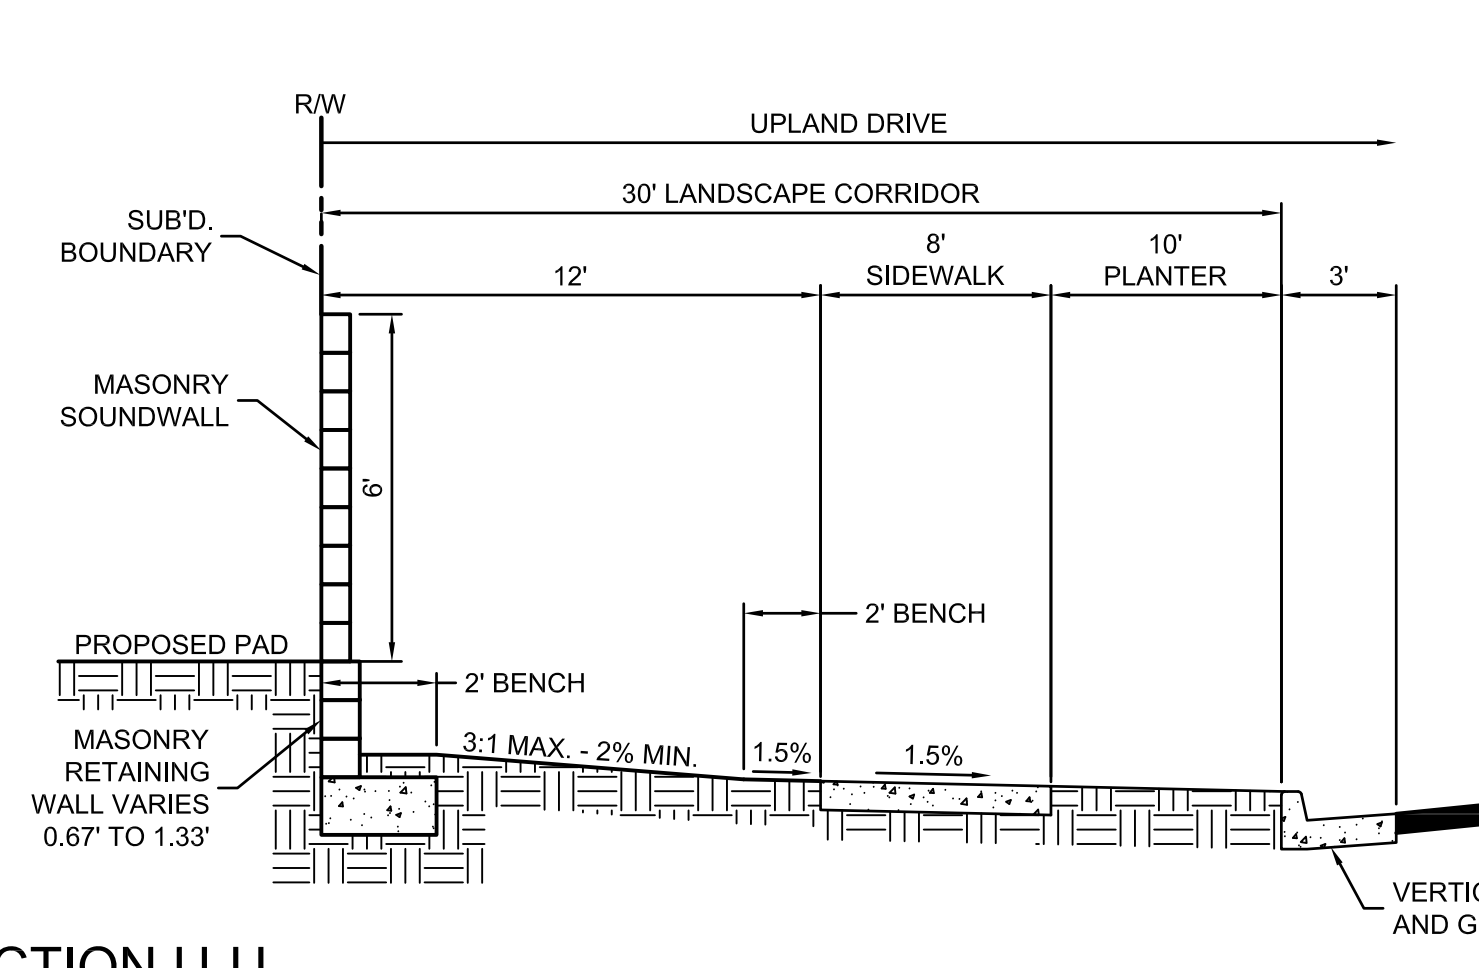 R/W
UPLAND DRIVE
30' LANDSCAPE CORRIDOR
SUB'D.
BOUNDARY
12'
8'
SIDEWALK
10'
PLANTER
3'
MASONRY
SOUNDWALL
6'
2' BENCH
PROPOSED PAD
2' BENCH
MASONRY
RETAINING
WALL VARIES
0.67' TO 1.33'
3:1 MAX. - 2% MIN.
1.5%
1.5%
AND